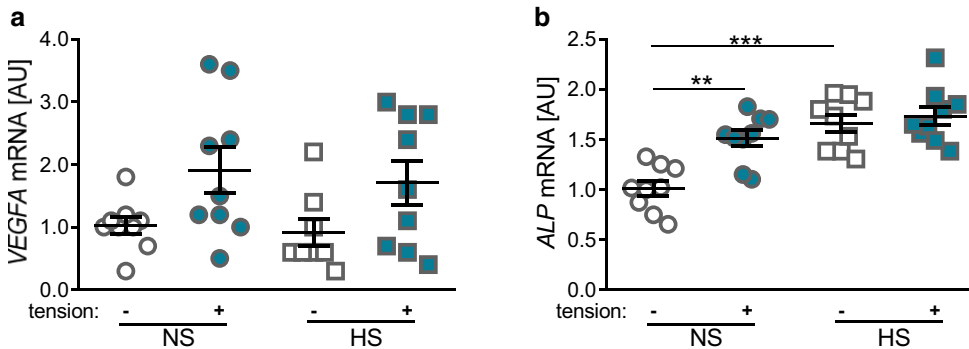 a
VEGFA mRNA [AU]
4.0
3.0
2.0
1.0
0.0
tension: - + - +
NS HS
b
ALP mRNA [AU]
2.5
2.0
1.5
1.0
0.5
0.0
***
**
tension: - + - +
NS HS